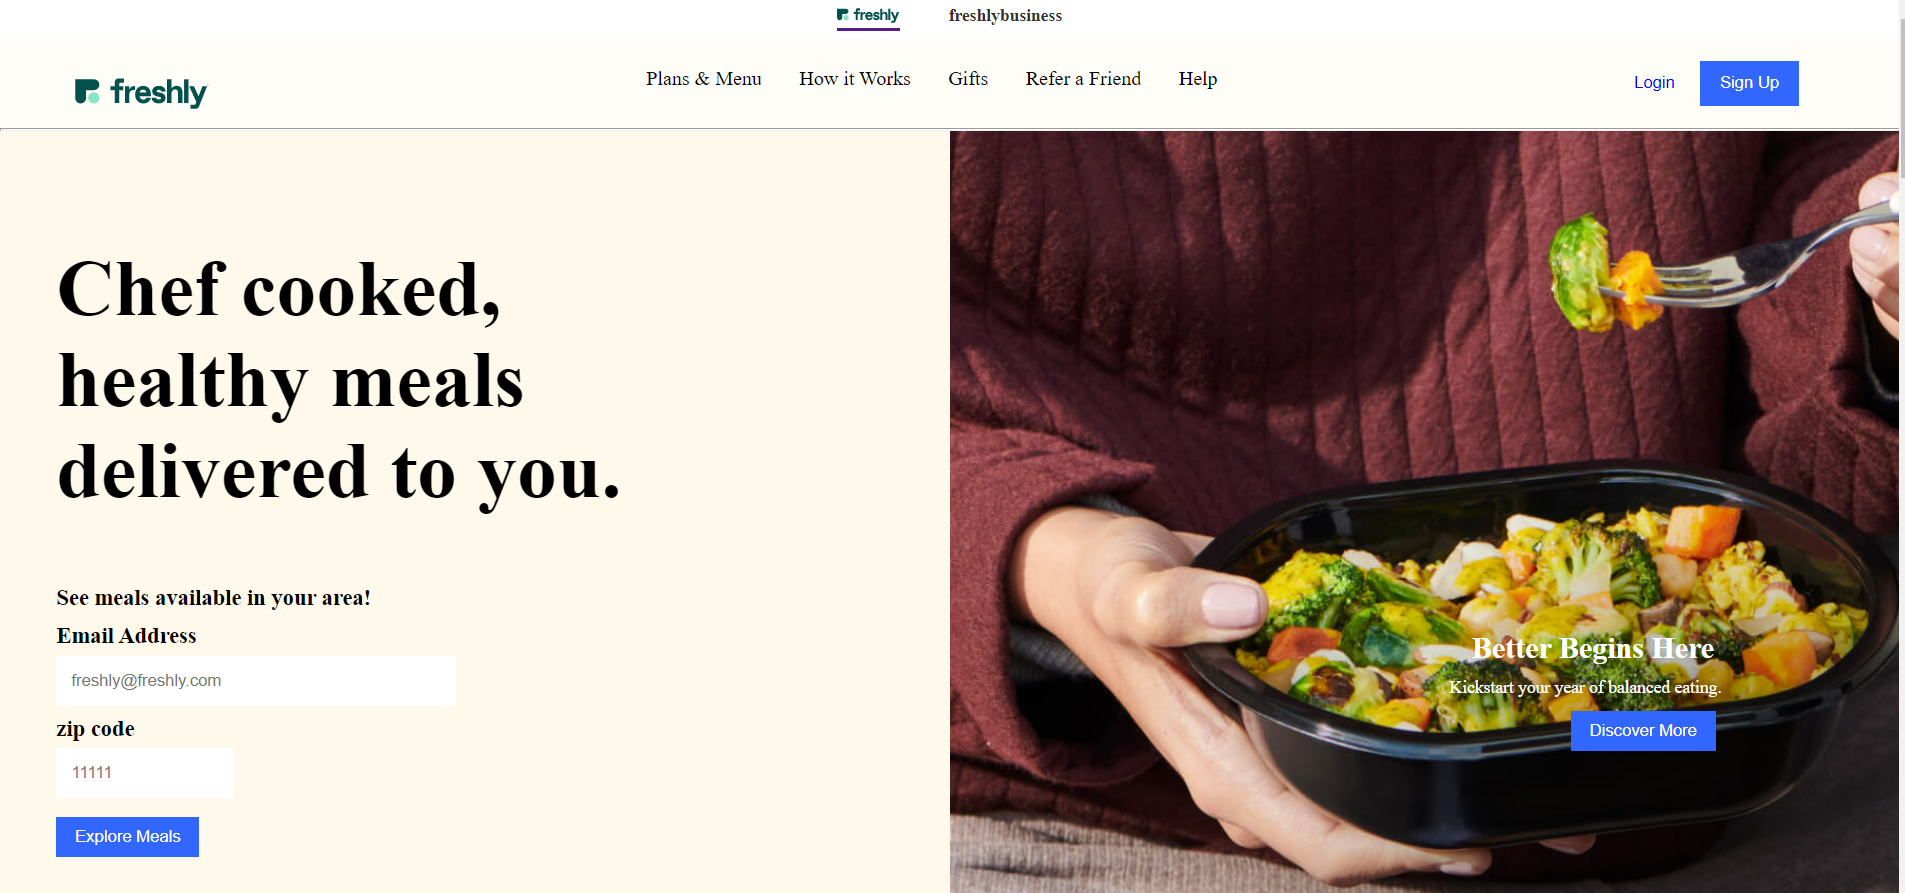 freshly
freshlybusiness
freshly
Plans & Menu
How it Works
Gifts
Refer a Friend
Help
Login
Sign Up
Chef cooked,
healthy meals
delivered to you.
See meals available in your area!
Email Address
freshly@freshly.com
zip code
11111
Explore Meals
Better Begins Here
Kickstart your year of balanced eating.
Discover More